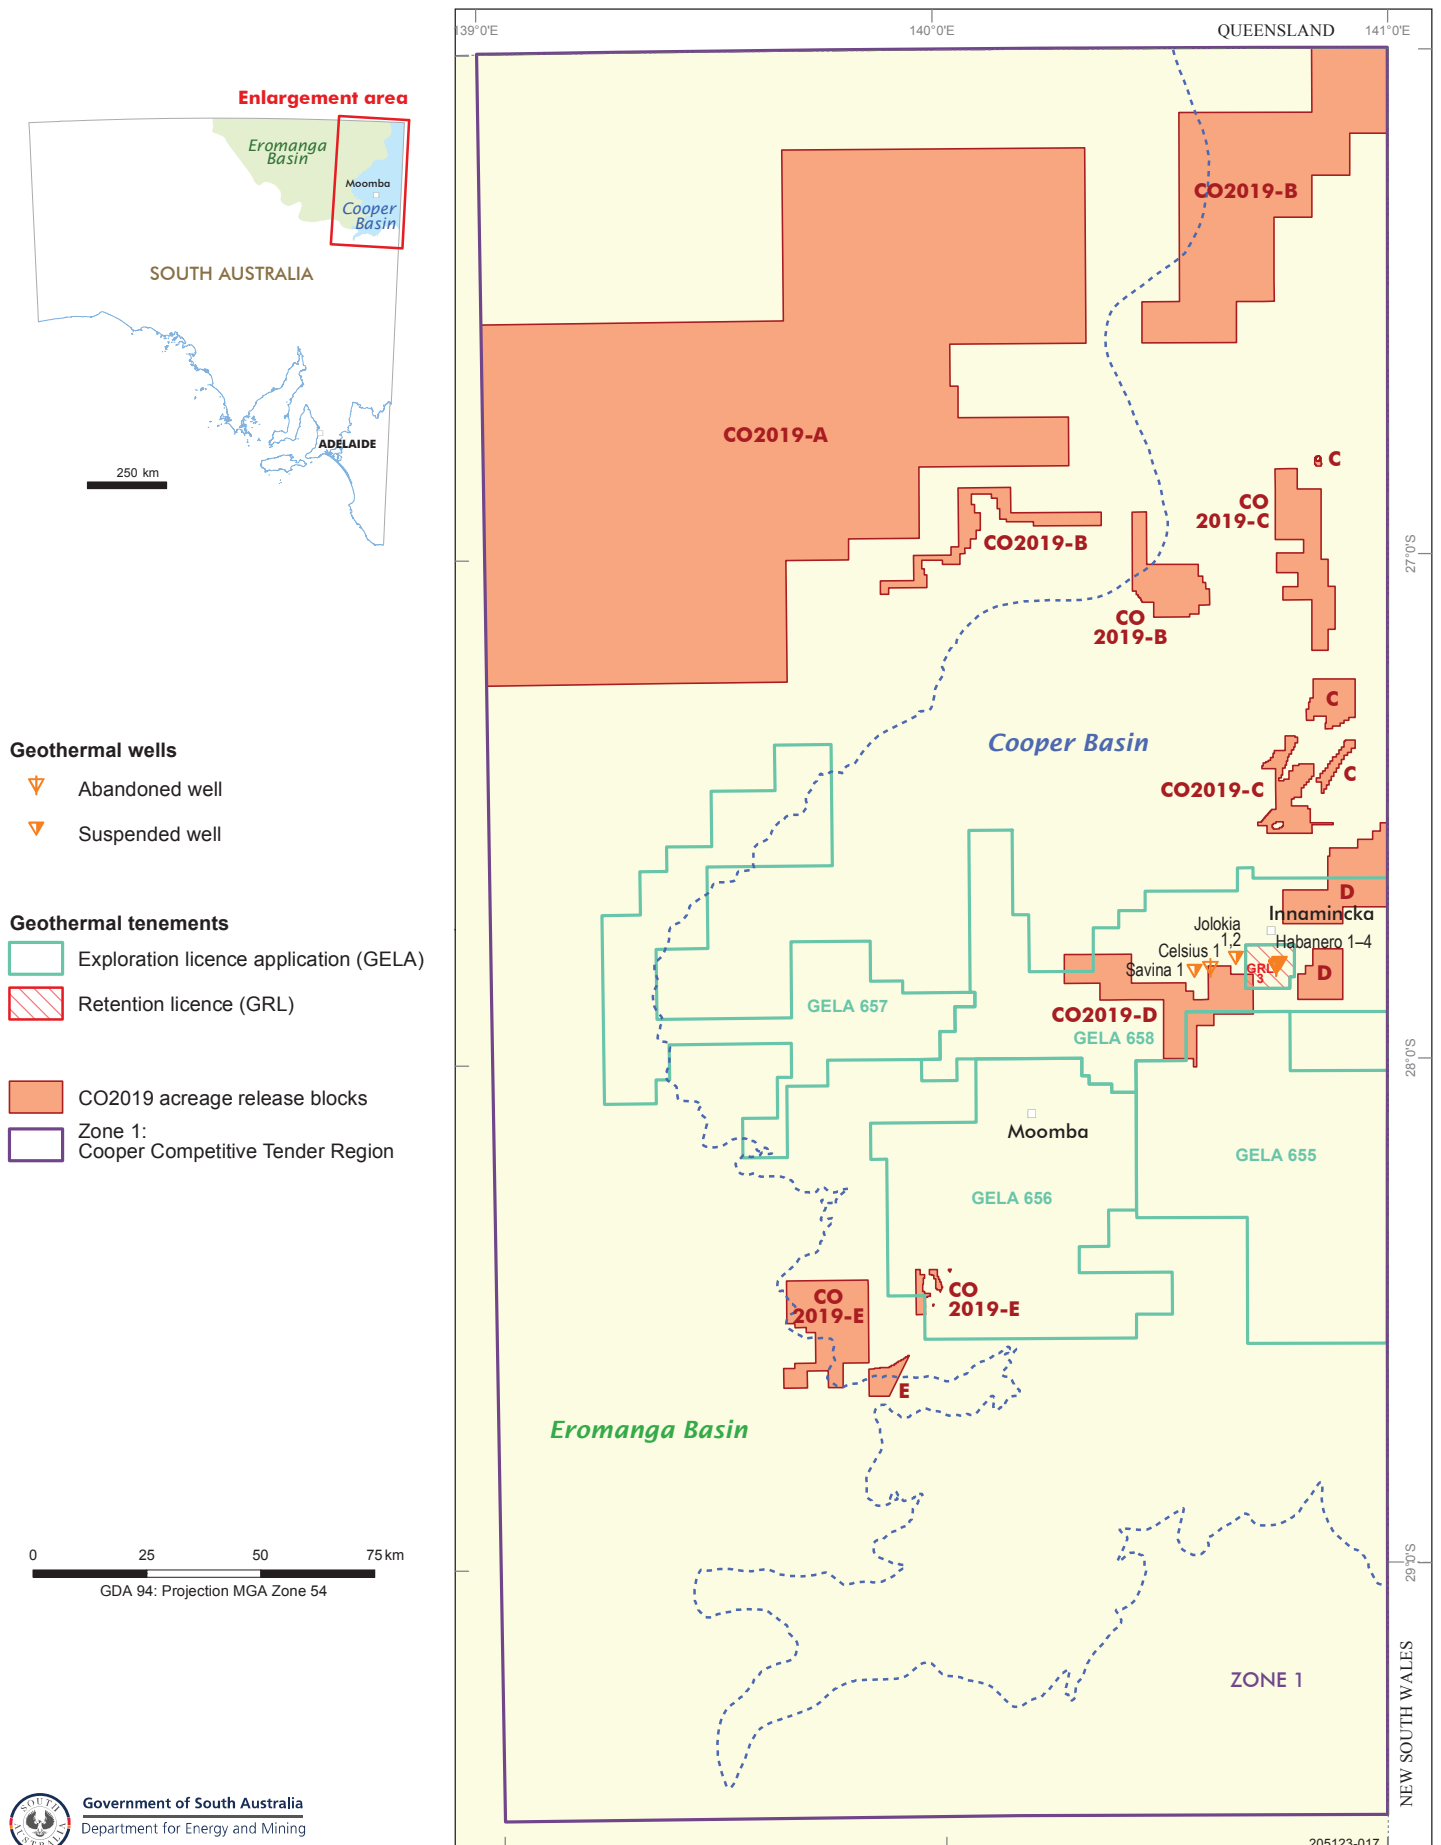 139°0'E
140°0'E
QUEENSLAND
141°0'E
Enlargement area
Eromanga
Basin
Moomba
Cooper
Basin
SOUTH AUSTRALIA
ADELAIDE
250 km
CO2019-B
CO2019-A
C
CO
2019-C
CO2019-B
27°0'S
CO
2019-B
C
Cooper Basin
C
CO2019-C
Geothermal wells
Abandoned well
Suspended well
Geothermal tenements
Exploration licence application (GELA)
Retention licence (GRL)
CO2019 acreage release blocks
Zone 1:
Cooper Competitive Tender Region
D
Innamincka
Jolokia
1,2
Habanero 1–4
Celsius 1
Savina 1
GRL
3
D
GELA 657
CO2019-D
GELA 658
28°0'S
Moomba
GELA 655
GELA 656
CO
2019-E
CO
2019-E
E
Eromanga Basin
29°0'S
0
25
50
75 km
GDA 94: Projection MGA Zone 54
ZONE 1
NEW SOUTH WALES
SOUTH
AUSTRALIA
Government of South Australia
Department for Energy and Mining
205123-017